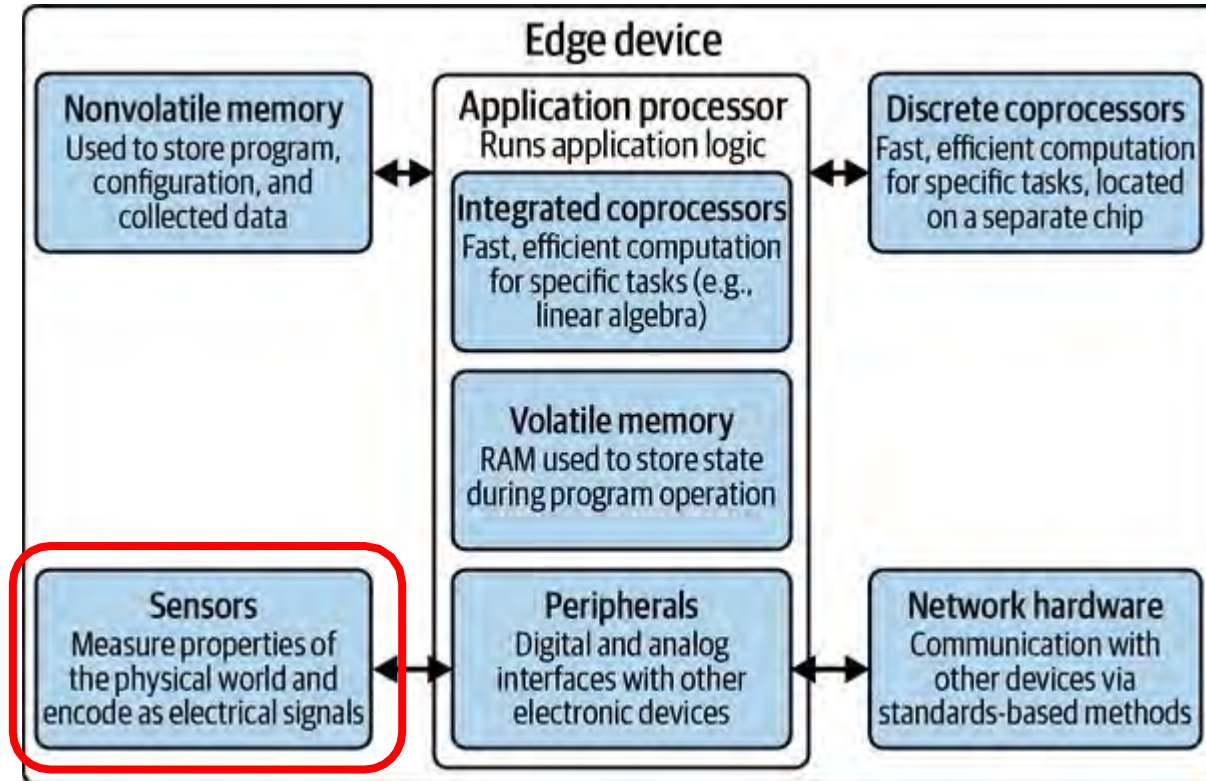 Edge device
Nonvolatile memory
Used to store program,
configuration, and
collected data
Application processor
Runs application logic
Integrated coprocessors
Fast, efficient computation
for specific tasks (e.g.,
linear algebra)
Volatile memory
RAM used to store state
during program operation
Discrete coprocessors
Fast, efficient computation
for specific tasks, located
on a separate chip
Sensors
Measure properties of
the physical world and
encode as electrical signals
Peripherals
Digital and analog
interfaces with other
electronic devices
Network hardware
Communication with
other devices via
standards-based methods